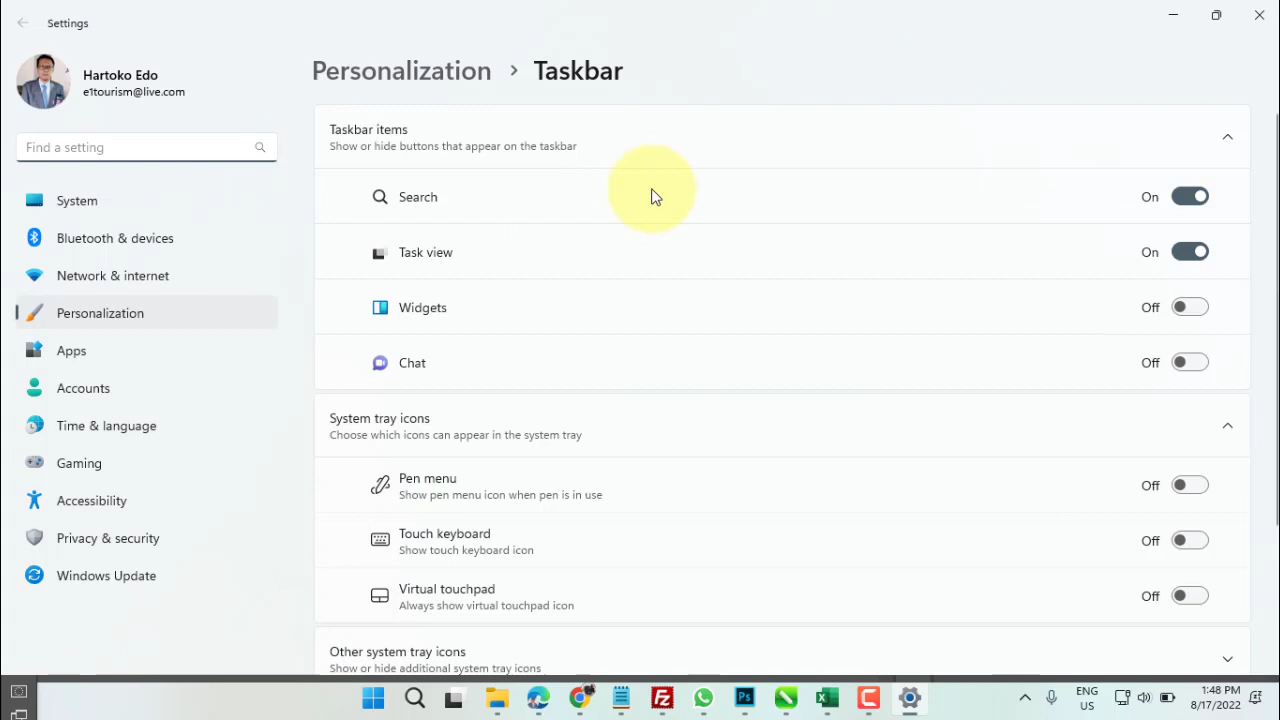 Settings
Hartoko Edo
e1tourism@live.com
Find a setting
System
Bluetooth & devices
Network & internet
Personalization
Apps
Accounts
Time & language
Gaming
Accessibility
Privacy & security
Windows Update
Personalization > Taskbar
Taskbar items
Show or hide buttons that appear on the taskbar
Search On
Task view On
Widgets Off
Chat Off
System tray icons
Choose which icons can appear in the system tray
Pen menu
Show pen menu icon when pen is in use
Off
Touch keyboard
Show touch keyboard icon
Off
Virtual touchpad
Always show virtual touchpad icon
Off
Other system tray icons
Show or hide additional system tray icons
Fz
Ps
X
C
ENG
US
1:48 PM
8/17/2022